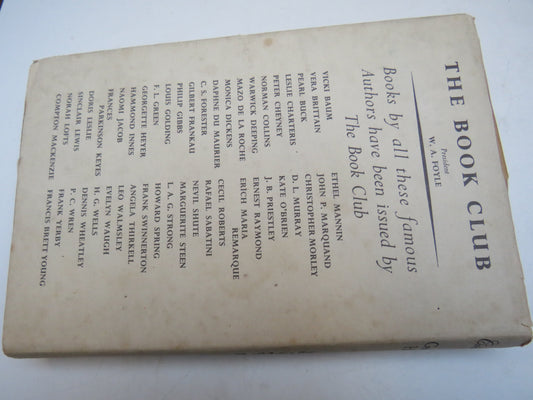 THE BOOK CLUB
President
W. A. FOYLE
Books by all these famous
Authors have been issued by
The Book Club
VICKI BAUM
VERA BRITTAIN
PEARL BUCK
LESLIE CHARTERIS
PETER CHEYNEY
NORMAN COLLINS
WARWICK DEEPING
MAZO DE LA ROCHE
MONICA DICKENS
DAPHNE DU MAURIER
C. S. FORESTER
GILBERT FRANKAU
PHILIP GIBBS
LOUIS GOLDING
F. L. GREEN
GEORGETTE HEYER
HAMMOND INNES
NAOMI JACOB
FRANCES
PARKINSON KEYES
DORIS LESLIE
SINCLAIR LEWIS
NORAH LOFTS
COMPTON MACKENZIE
ETHEL MANNIN
JOHN P. MARQUAND
CHRISTOPHER MORLEY
D. L. MURRAY
KATE O'BRIEN
J. B. PRIESTLEY
ERNEST RAYMOND
ERICH MARIA
REMARQUE
CECIL ROBERTS
RAFAEL SABATINI
NEVIL SHUTE
MARGUERITE STEEN
L. A. G. STRONG
HOWARD SPRING
FRANK SWINNERTON
ANGELA THIRKELL
LEO WALMSLEY
EVELYN WAUGH
H. G. WELLS
DENNIS WHEATLEY
P. C. WREN
FRANK YERBY
FRANCIS BRETT YOUNG